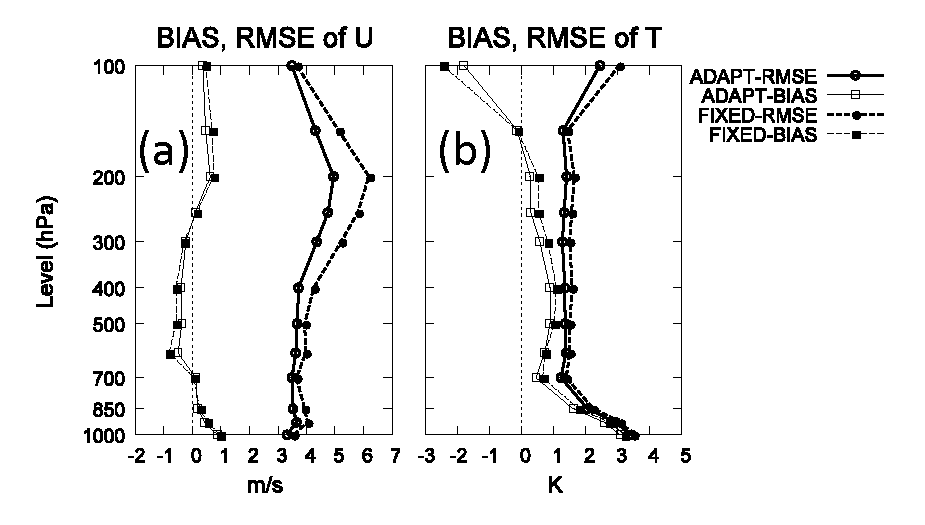 BIAS, RMSE of U
BIAS, RMSE of T
ADAPT-RMSE
ADAPT-BIAS
FIXED-RMSE
FIXED-BIAS
(a)
(b)
Level (hPa)
100
200
300
400
500
700
850
1000
-2 -1 0 1 2 3 4 5 6 7
-3 -2 -1 0 1 2 3 4 5
m/s
K